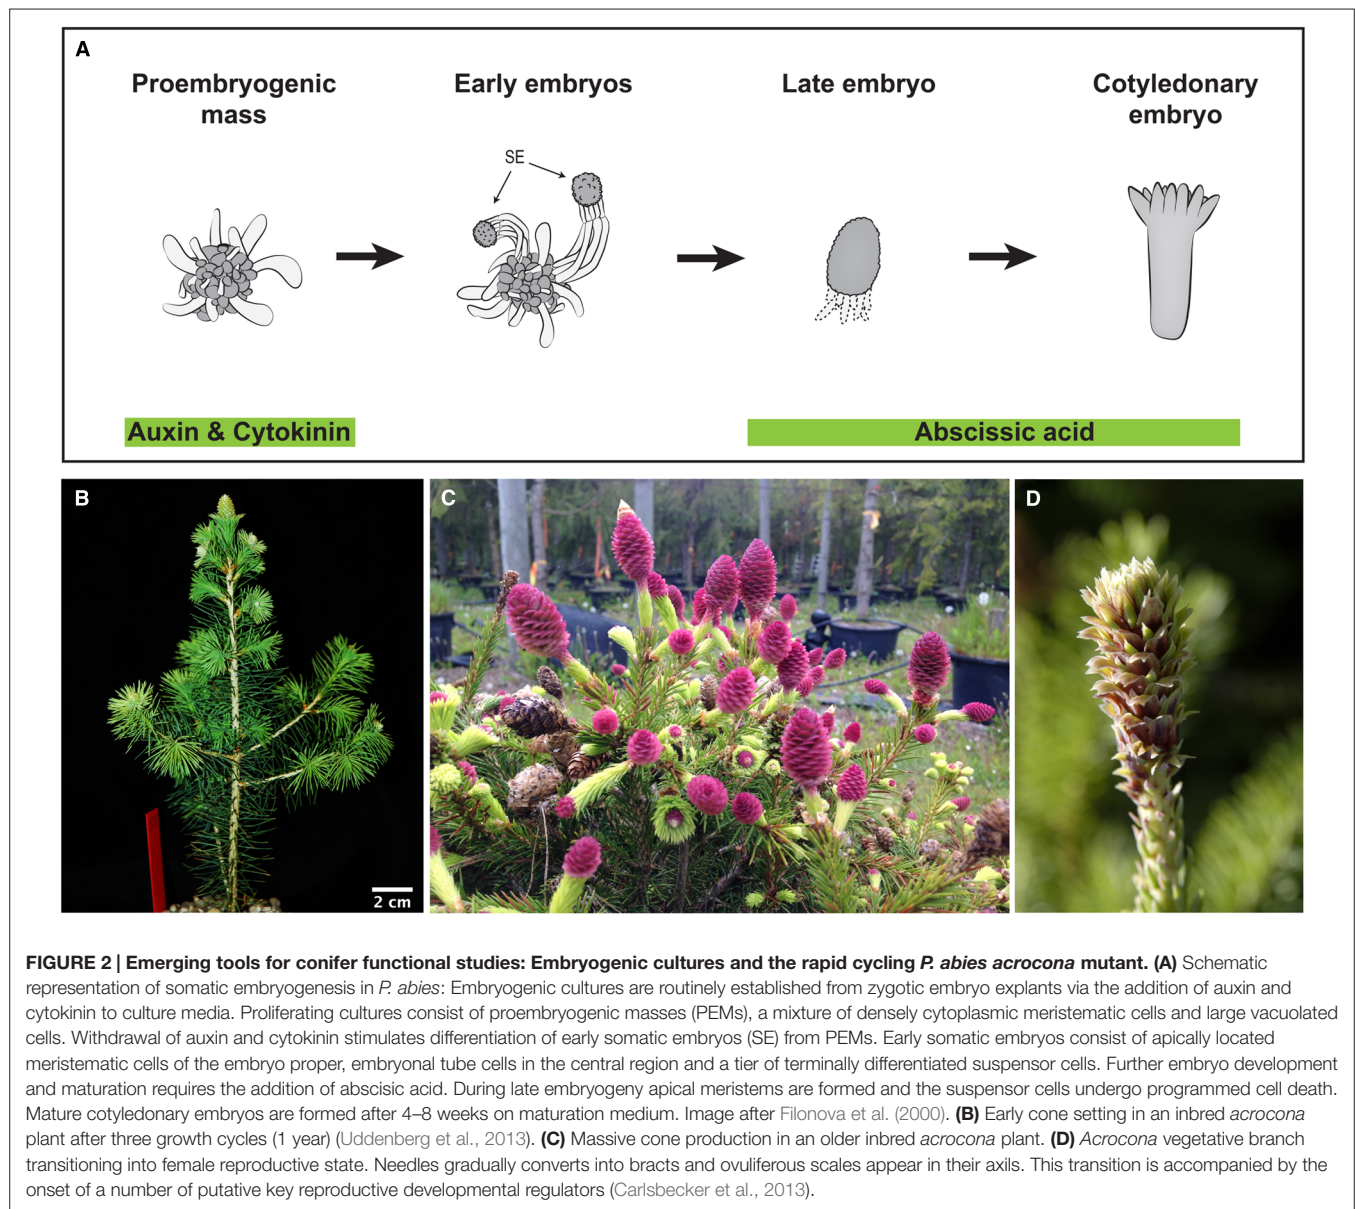 A
Proembryogenic
mass
Early embryos
Late embryo
Cotyledonary
embryo
SE
Auxin & Cytokinin
Abscissic acid
B
2 cm
C
D
FIGURE 2 | Emerging tools for conifer functional studies: Embryogenic cultures and the rapid cycling P. abies acrocona mutant. (A) Schematic
representation of somatic embryogenesis in P. abies: Embryogenic cultures are routinely established from zygotic embryo explants via the addition of auxin and
cytokinin to culture media. Proliferating cultures consist of proembryogenic masses (PEMs), a mixture of densely cytoplasmic meristematic cells and large vacuolated
cells. Withdrawal of auxin and cytokinin stimulates differentiation of early somatic embryos (SE) from PEMs. Early somatic embryos consist of apically located
meristematic cells of the embryo proper, embryonal tube cells in the central region and a tier of terminally differentiated suspensor cells. Further embryo development
and maturation requires the addition of abscisic acid. During late embryogeny apical meristems are formed and the suspensor cells undergo programmed cell death.
Mature cotyledonary embryos are formed after 4–8 weeks on maturation medium. Image after Filonova et al. (2000). (B) Early cone setting in an inbred acrocona
plant after three growth cycles (1 year) (Uddenberg et al., 2013). (C) Massive cone production in an older inbred acrocona plant. (D) Acrocona vegetative branch
transitioning into female reproductive state. Needles gradually converts into bracts and ovuliferous scales appear in their axils. This transition is accompanied by the
onset of a number of putative key reproductive developmental regulators (Carlsbecker et al., 2013).